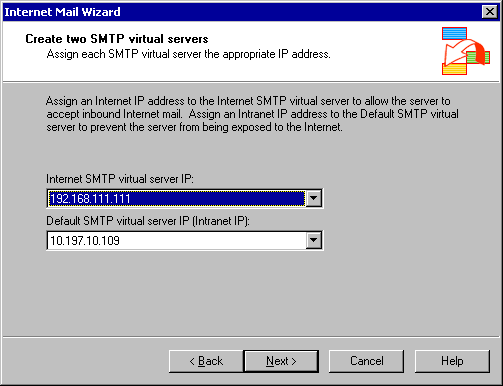 Internet Mail Wizard
Create two SMTP virtual servers
Assign each SMTP virtual server the appropriate IP address.
Assign an Internet IP address to the Internet SMTP virtual server to allow the server to
accept inbound Internet mail.  Assign an Intranet IP address to the Default SMTP virtual
server to prevent the server from being exposed to the Internet.
Internet SMTP virtual server IP:
192.168.111.111
Default SMTP virtual server IP (Intranet IP):
10.197.10.109
< Back
Next >
Cancel
Help